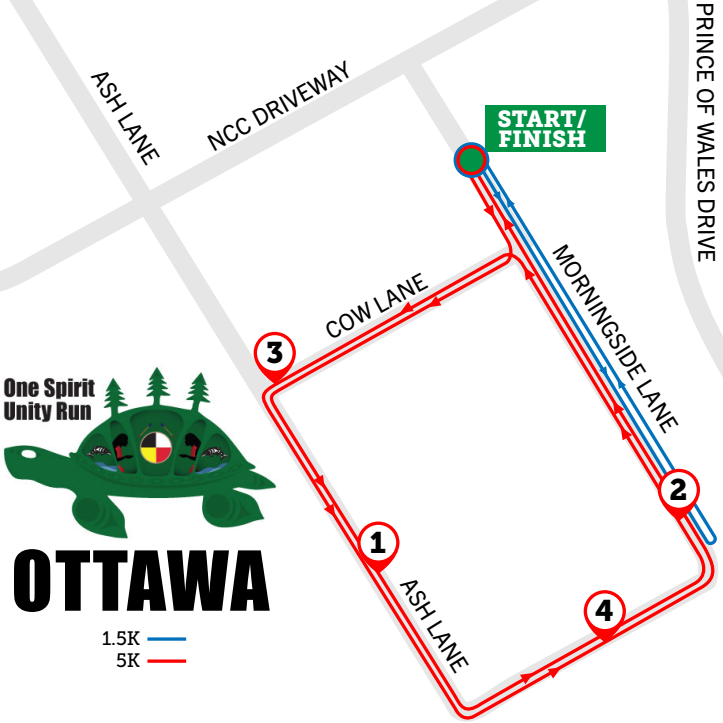 ASH LANE
NCC DRIVEWAY
PRINCE OF WALES DRIVE
START/
FINISH
MORNINGSIDE LANE
COW LANE
3
One Spirit
Unity Run
2
1
OTTAWA
ASH LANE
4
1.5K
5K